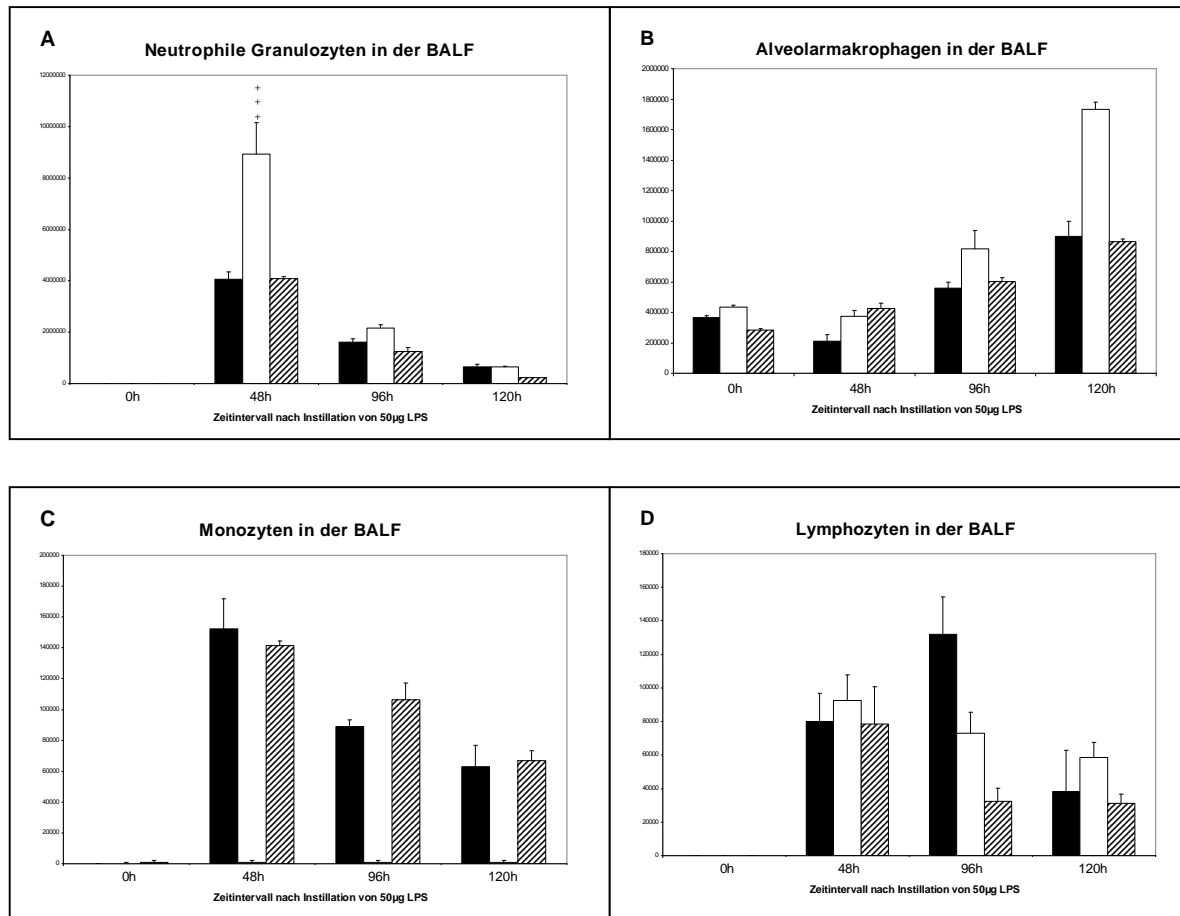 A
Neutrophile Granulozyten in der BALF
12000000
10000000
8000000
6000000
4000000
2000000
0
+
+
+
0h 48h 96h 120h
Zeitintervall nach Instillation von 50µg LPS
B
Alveolarmakrophagen in der BALF
2000000
1800000
1600000
1400000
1200000
1000000
800000
600000
400000
200000
0
0h 48h 96h 120h
Zeitintervall nach Instillation von 50µg LPS
C
Monozyten in der BALF
200000
180000
160000
140000
120000
100000
80000
60000
40000
20000
0
0h 48h 96h 120h
Zeitintervall nach Instillation von 50µg LPS
D
Lymphozyten in der BALF
180000
160000
140000
120000
100000
80000
60000
40000
20000
0
0h 48h 96h 120h
Zeitintervall nach Instillation von 50µg LPS